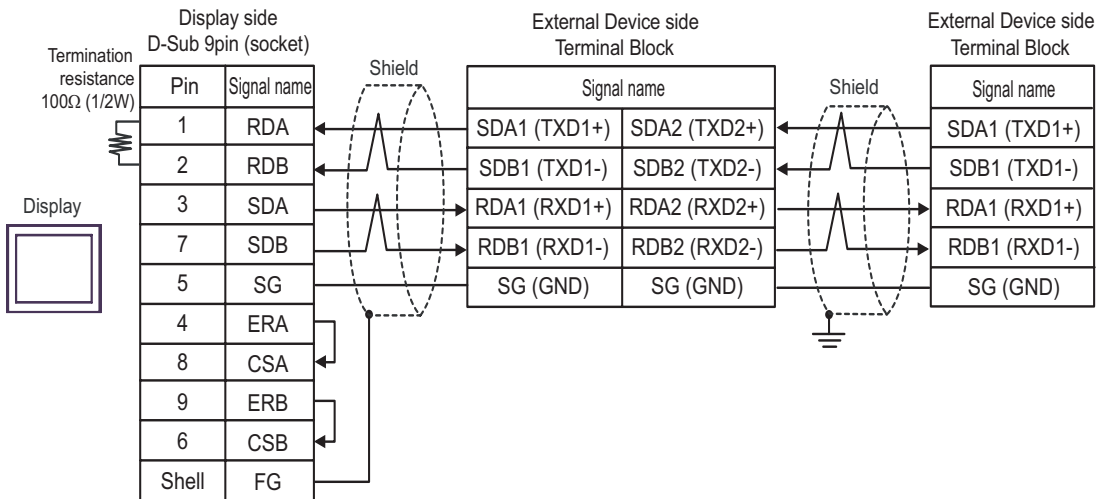 Display side
D-Sub 9pin (socket)
External Device side
Terminal Block
External Device side
Terminal Block
Termination
resistance
100Ω (1/2W)
Shield
Shield
Pin Signal name
Signal name
Signal name
1 RDA SDA1 (TXD1+) SDA2 (TXD2+) SDA1 (TXD1+)
2 RDB SDB1 (TXD1-) SDB2 (TXD2-) SDB1 (TXD1-)
Display
3 SDA RDA1 (RXD1+) RDA2 (RXD2+) RDA1 (RXD1+)
7 SDB RDB1 (RXD1-) RDB2 (RXD2-) RDB1 (RXD1-)
5 SG SG (GND) SG (GND) SG (GND)
4 ERA
8 CSA
9 ERB
6 CSB
Shell FG